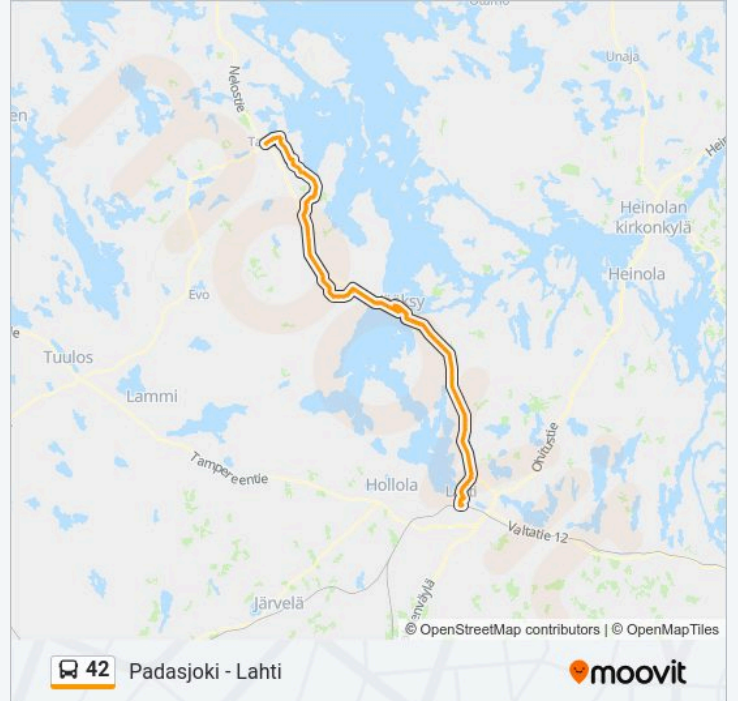 Nelostie
Unaja
Heinolan
kirkonkylä
Heinola
Evo
Tuulos
Lammi
Ohitustie
Tampereentie
Hollola
Valtatie 12
Järvelä
© OpenStreetMap contributors | © OpenMapTiles
42 Padasjoki - Lahti
moovit